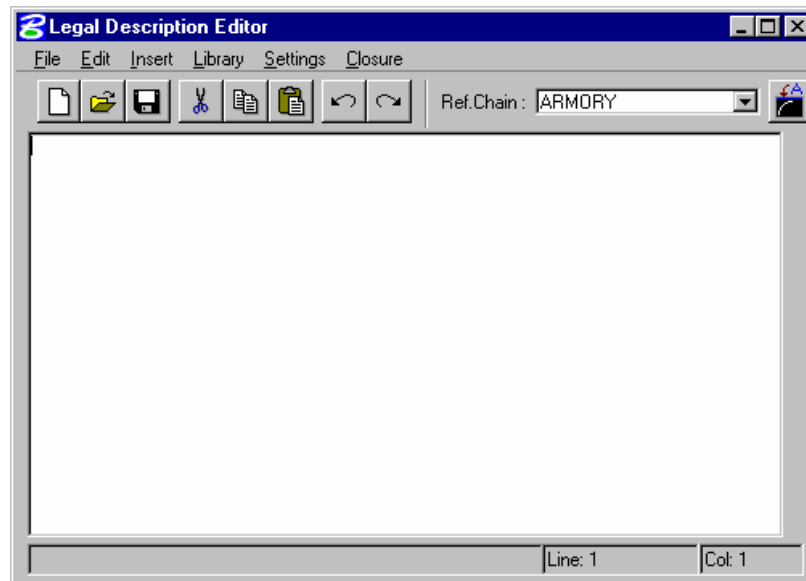 Legal Description Editor
File Edit Insert Library Settings Closure
Ref.Chain : ARMORY
Line: 1 Col: 1